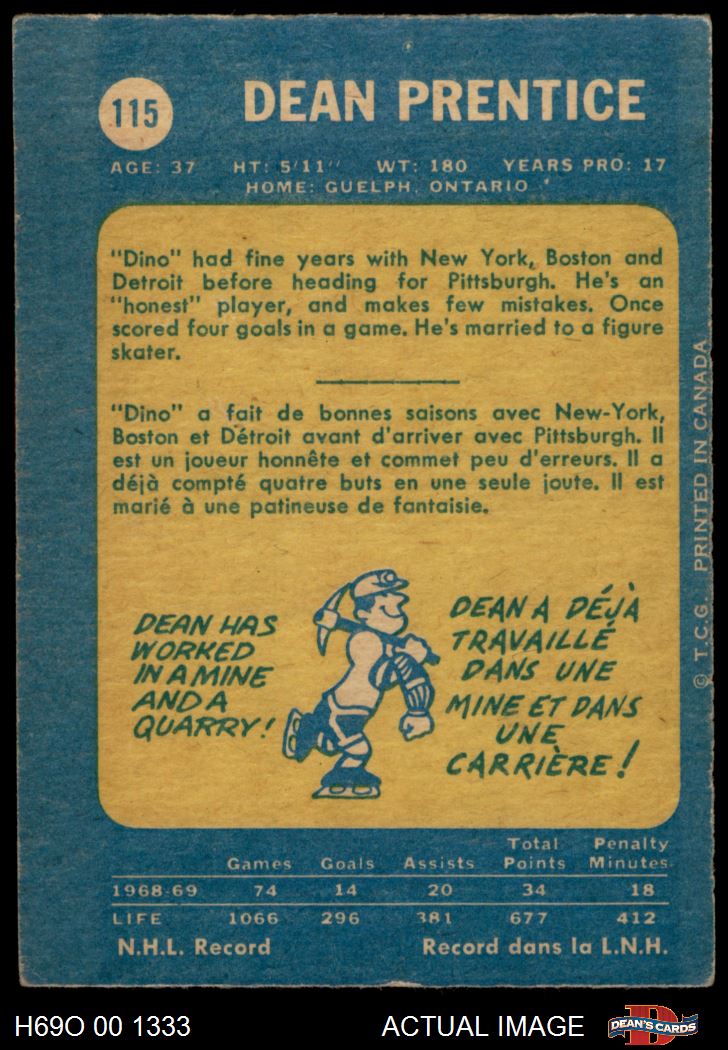 115
DEAN PRENTICE
AGE: 37 HT: 5'11" WT: 180 YEARS PRO: 17
HOME: GUELPH, ONTARIO
"Dino" had fine years with New York, Boston and
Detroit before heading for Pittsburgh. He's an
"honest" player, and makes few mistakes. Once
scored four goals in a game. He's married to a figure
skater.
"Dino" a fait de bonnes saisons avec New-York,
Boston et Détroit avant d'arriver avec Pittsburgh. Il
est un joueur honnête et commet peu d'erreurs. Il a
déjà compté quatre buts en une seule joute. Il est
marié à une patineuse de fantaisie.
DEAN HAS
WORKED
IN A MINE
AND A
QUARRY!
DEAN A DÉJÀ
TRAVAILLÉ
DANS UNE
MINE ET DANS
UNE
CARRIÈRE!
© T.C.G. PRINTED IN CANADA
Games Goals Assists Total Points Penalty Minutes
1968-69 74 14 20 34 18
LIFE 1066 296 381 677 412
N.H.L. Record Record dans la L.N.H.
H69O 00 1333
ACTUAL IMAGE
DEAN'S CARDS